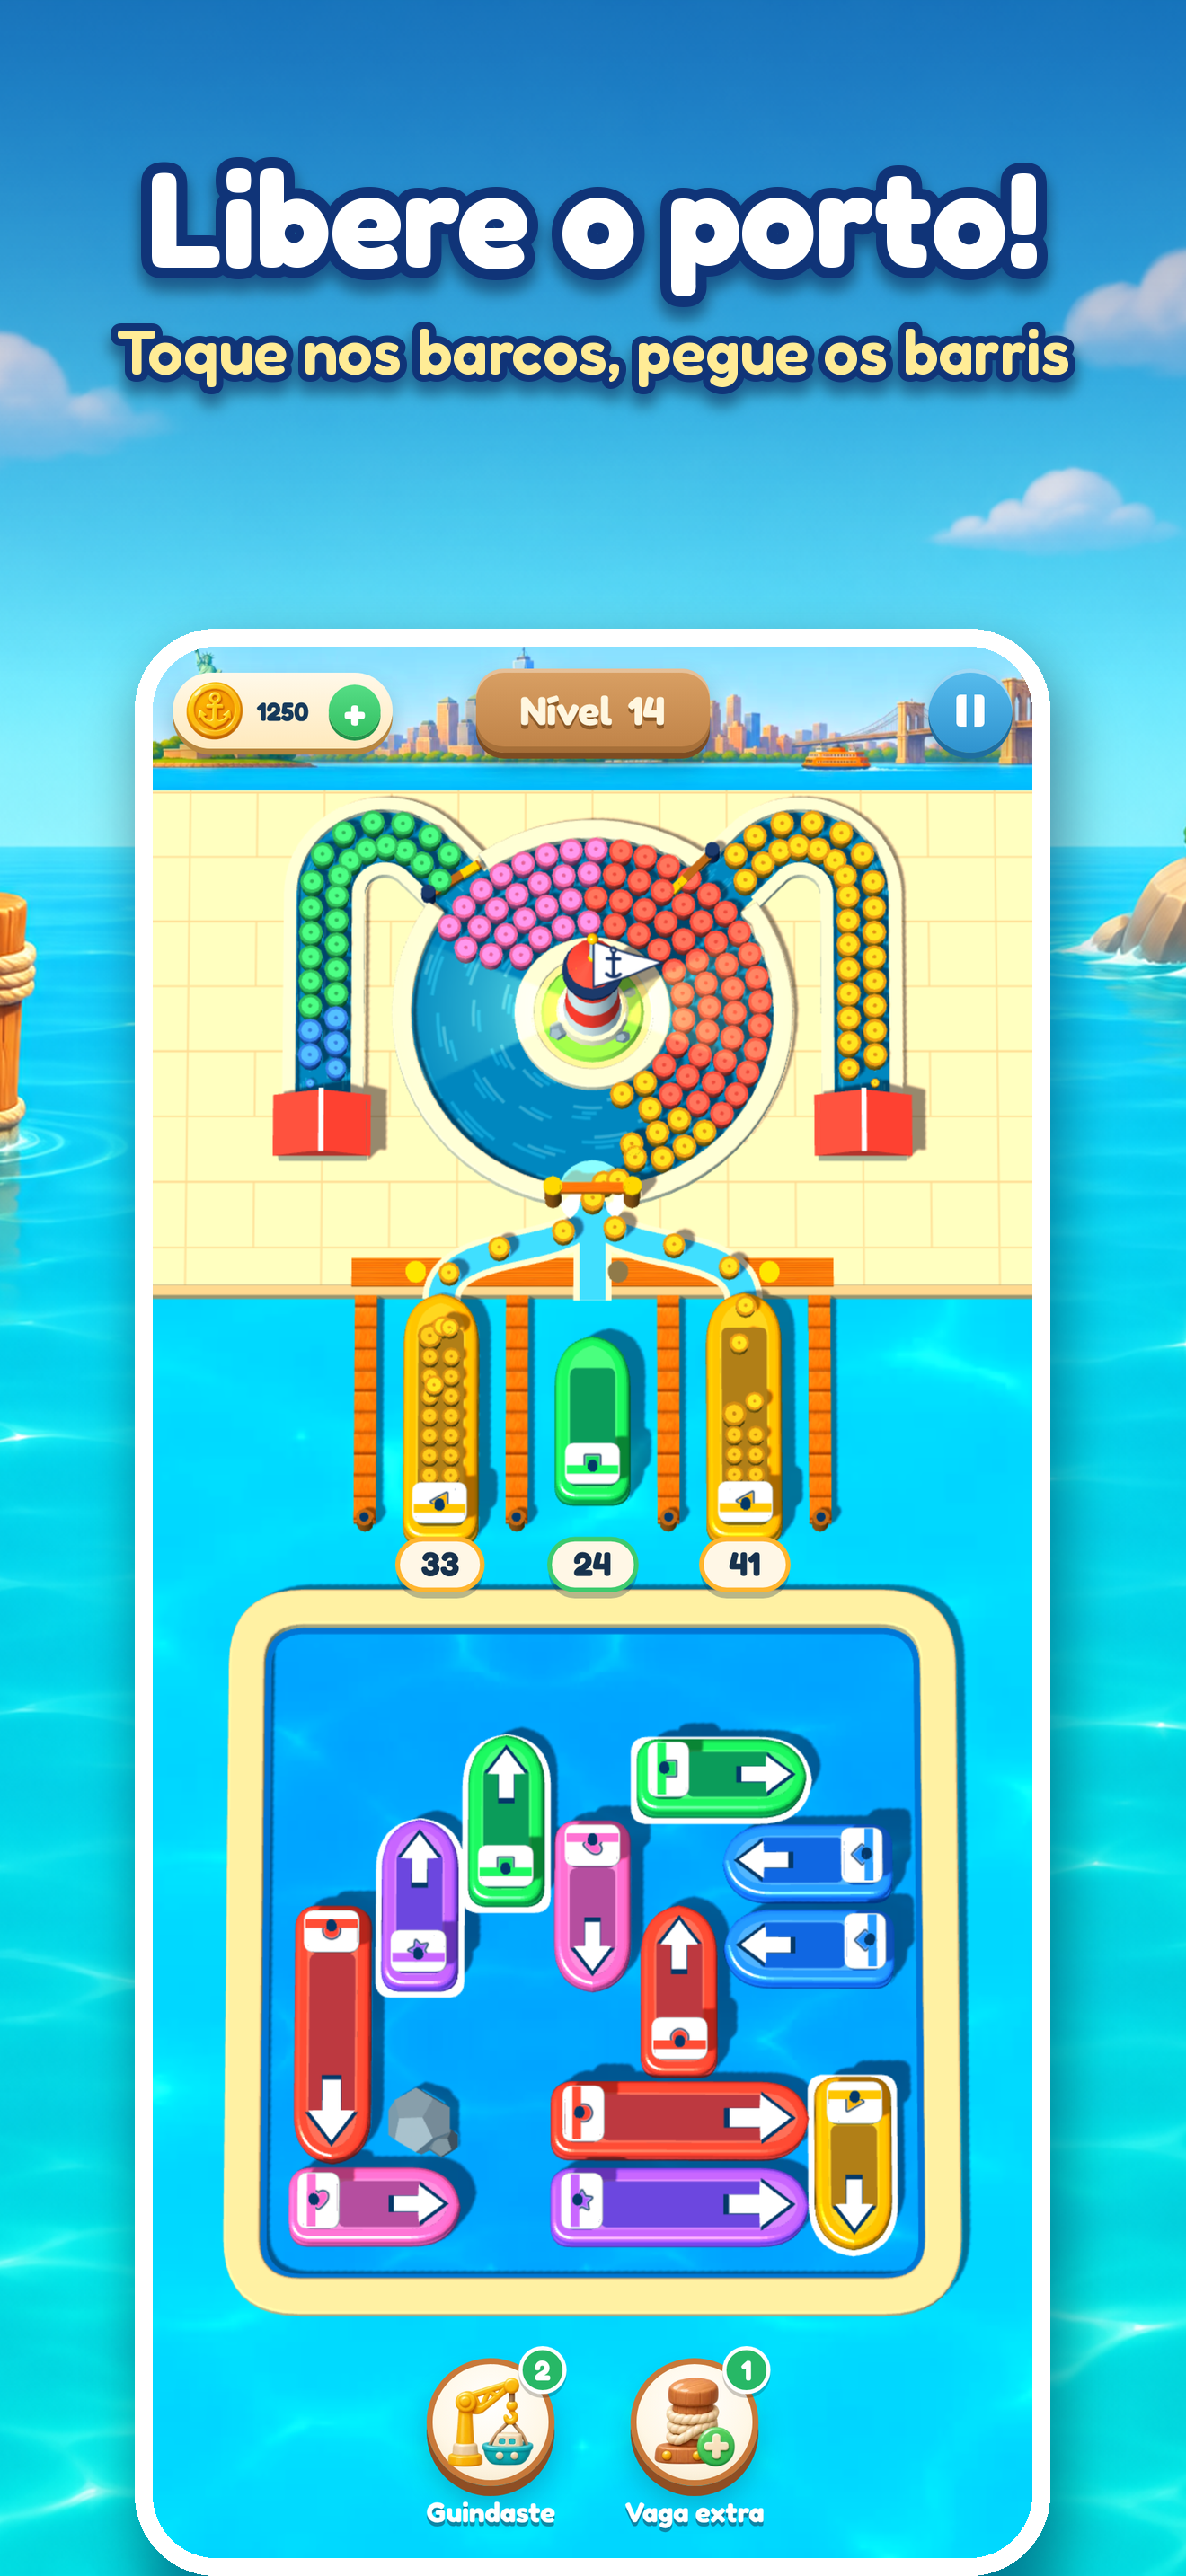 Libere o porto!
Toque nos barcos, pegue os barris
1250
Nível 14
33
24
41
2
1
Guindaste
Vaga extra